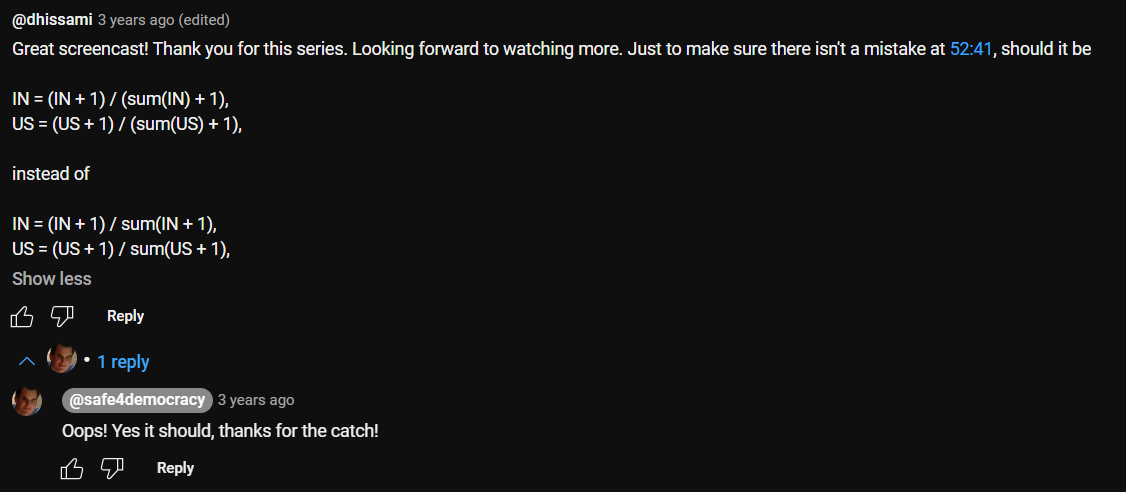 @dhissami 3 years ago (edited)
Great screencast! Thank you for this series. Looking forward to watching more. Just to make sure there isn't a mistake at 52:41, should it be
IN = (IN + 1) / (sum(IN) + 1),
US = (US + 1) / (sum(US) + 1),
instead of
IN = (IN + 1) / sum(IN + 1),
US = (US + 1) / sum(US + 1),
Show less
Reply
• 1 reply
@safe4democracy 3 years ago
Oops! Yes it should, thanks for the catch!
Reply